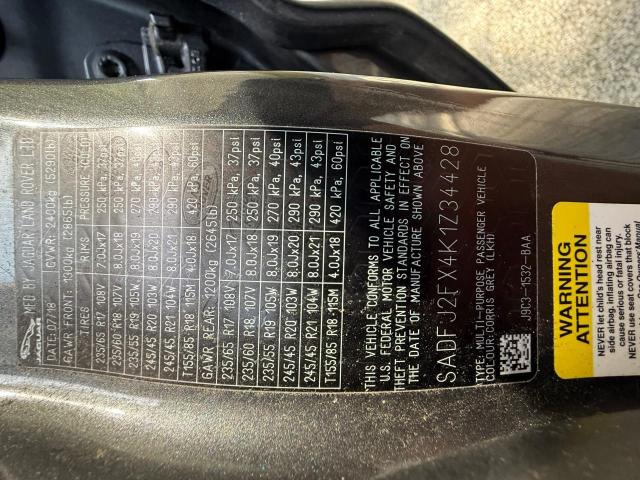 JAGUAR
MFD BY JAGUAR LAND ROVER LTD
DATE: 07/18 GVWR: 2400kg (5290lb)
GAWR FRONT: 1300kg (2865lb)
TIRES RIMS PRESSURE (COLD)
235/65 R17 108V 7.0Jx17 250 kPa,
235/60 R18 107V 8.0Jx18 250 kPa, 37psi
235/55 R19 105W 8.0Jx19 270 kPa,
245/45 R20 103W 8.0Jx20 290 kPa,
245/45 R21 104W 8.0Jx21 290 kPa,
T155/85 R18 115M 4.0Jx18 420 kPa, 60psi
GAWR REAR: 1200kg (2645lb)
235/65 R17 108V 7.0Jx17 250 kPa, 37psi
235/60 R18 107V 8.0Jx18 250 kPa, 37psi
235/55 R19 105W 8.0Jx19 270 kPa, 40psi
245/45 R20 103W 8.0Jx20 290 kPa, 43psi
245/45 R21 104W 8.0Jx21 290 kPa, 43psi
T155/85 R18 115M 4.0Jx18 420 kPa, 60psi
THIS VEHICLE CONFORMS TO ALL APPLICABLE
U.S. FEDERAL MOTOR VEHICLE SAFETY AND
THEFT PREVENTION STANDARDS IN EFFECT ON
THE DATE OF MANUFACTURE SHOWN ABOVE
SADFJ2FX4K1Z34428
TYPE: MULTI-PURPOSE PASSENGER VEHICLE
COLOUR:CORRIS GREY (LKH)
J9C3-1532-BAA
WARNING
NEVER let child's head rest near
side airbag. inflating airbag can
cause serious or fatal injury.
NEVER use seat covers that block
Owners Manual